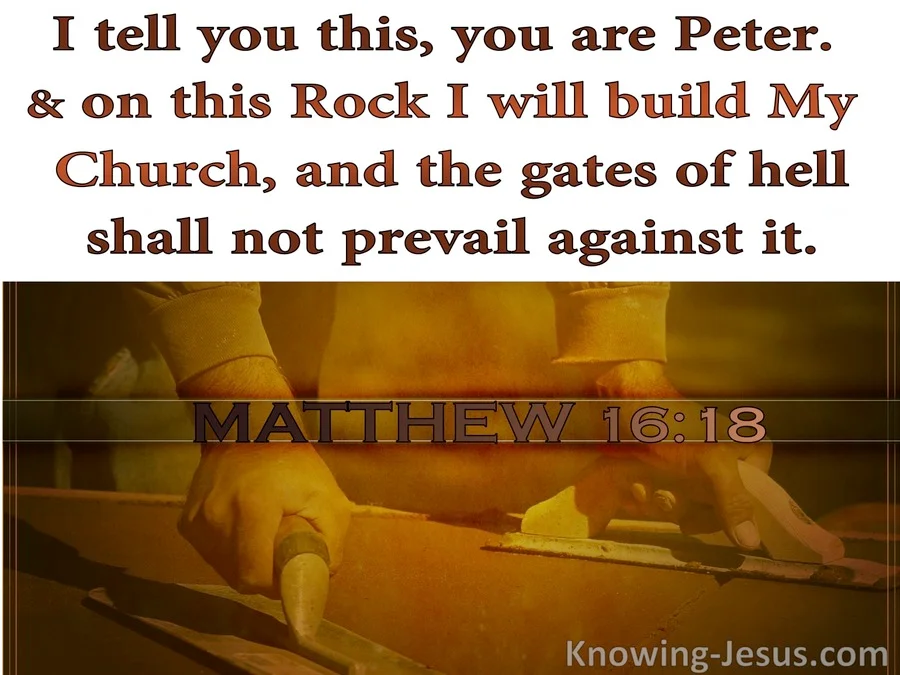 I tell you this, you are Peter.
& on this Rock I will build My
Church, and the gates of hell
shall not prevail against it.
MATTHEW 16:18
Knowing-Jesus.com